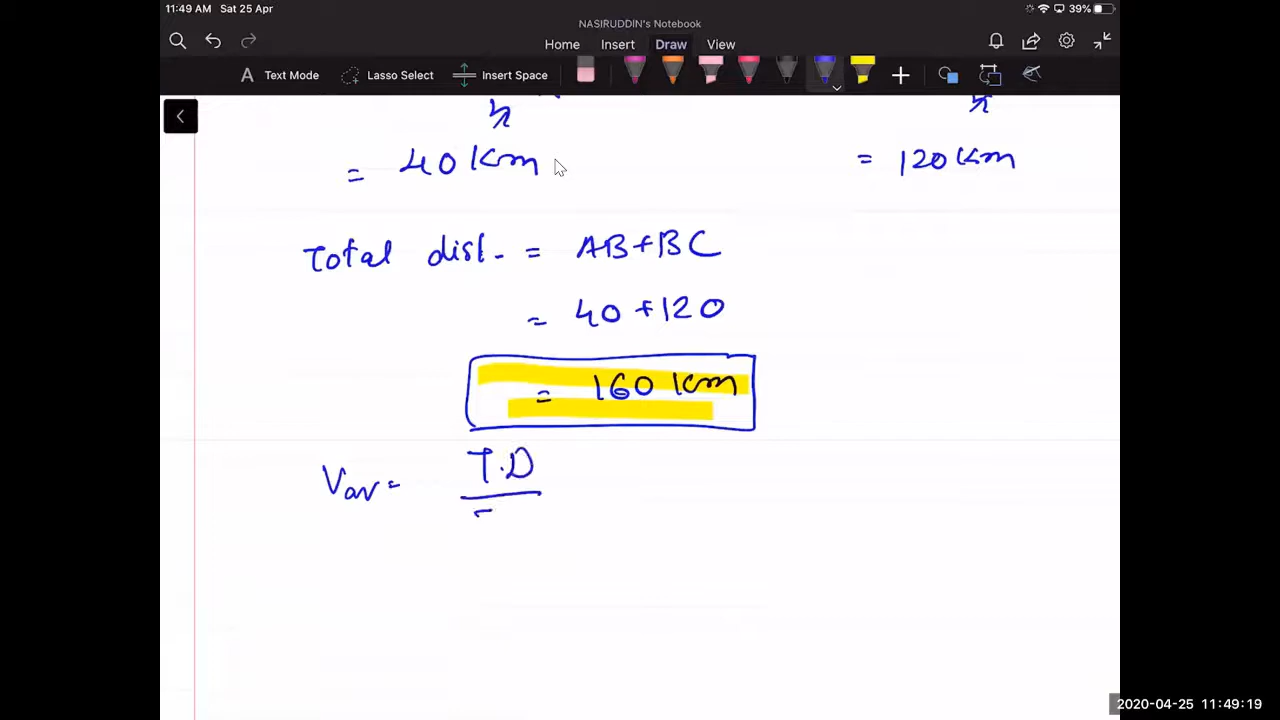 11:49 AM Sat 25 Apr
39%
NASIRUDDIN's Notebook
Home Insert Draw View
Text Mode Lasso Select Insert Space
= 40 Km
= 120 Km
Total dist. = AB+BC
= 40 + 120
= 160 Km
Vav = T.D
2020-04-25 11:49:19